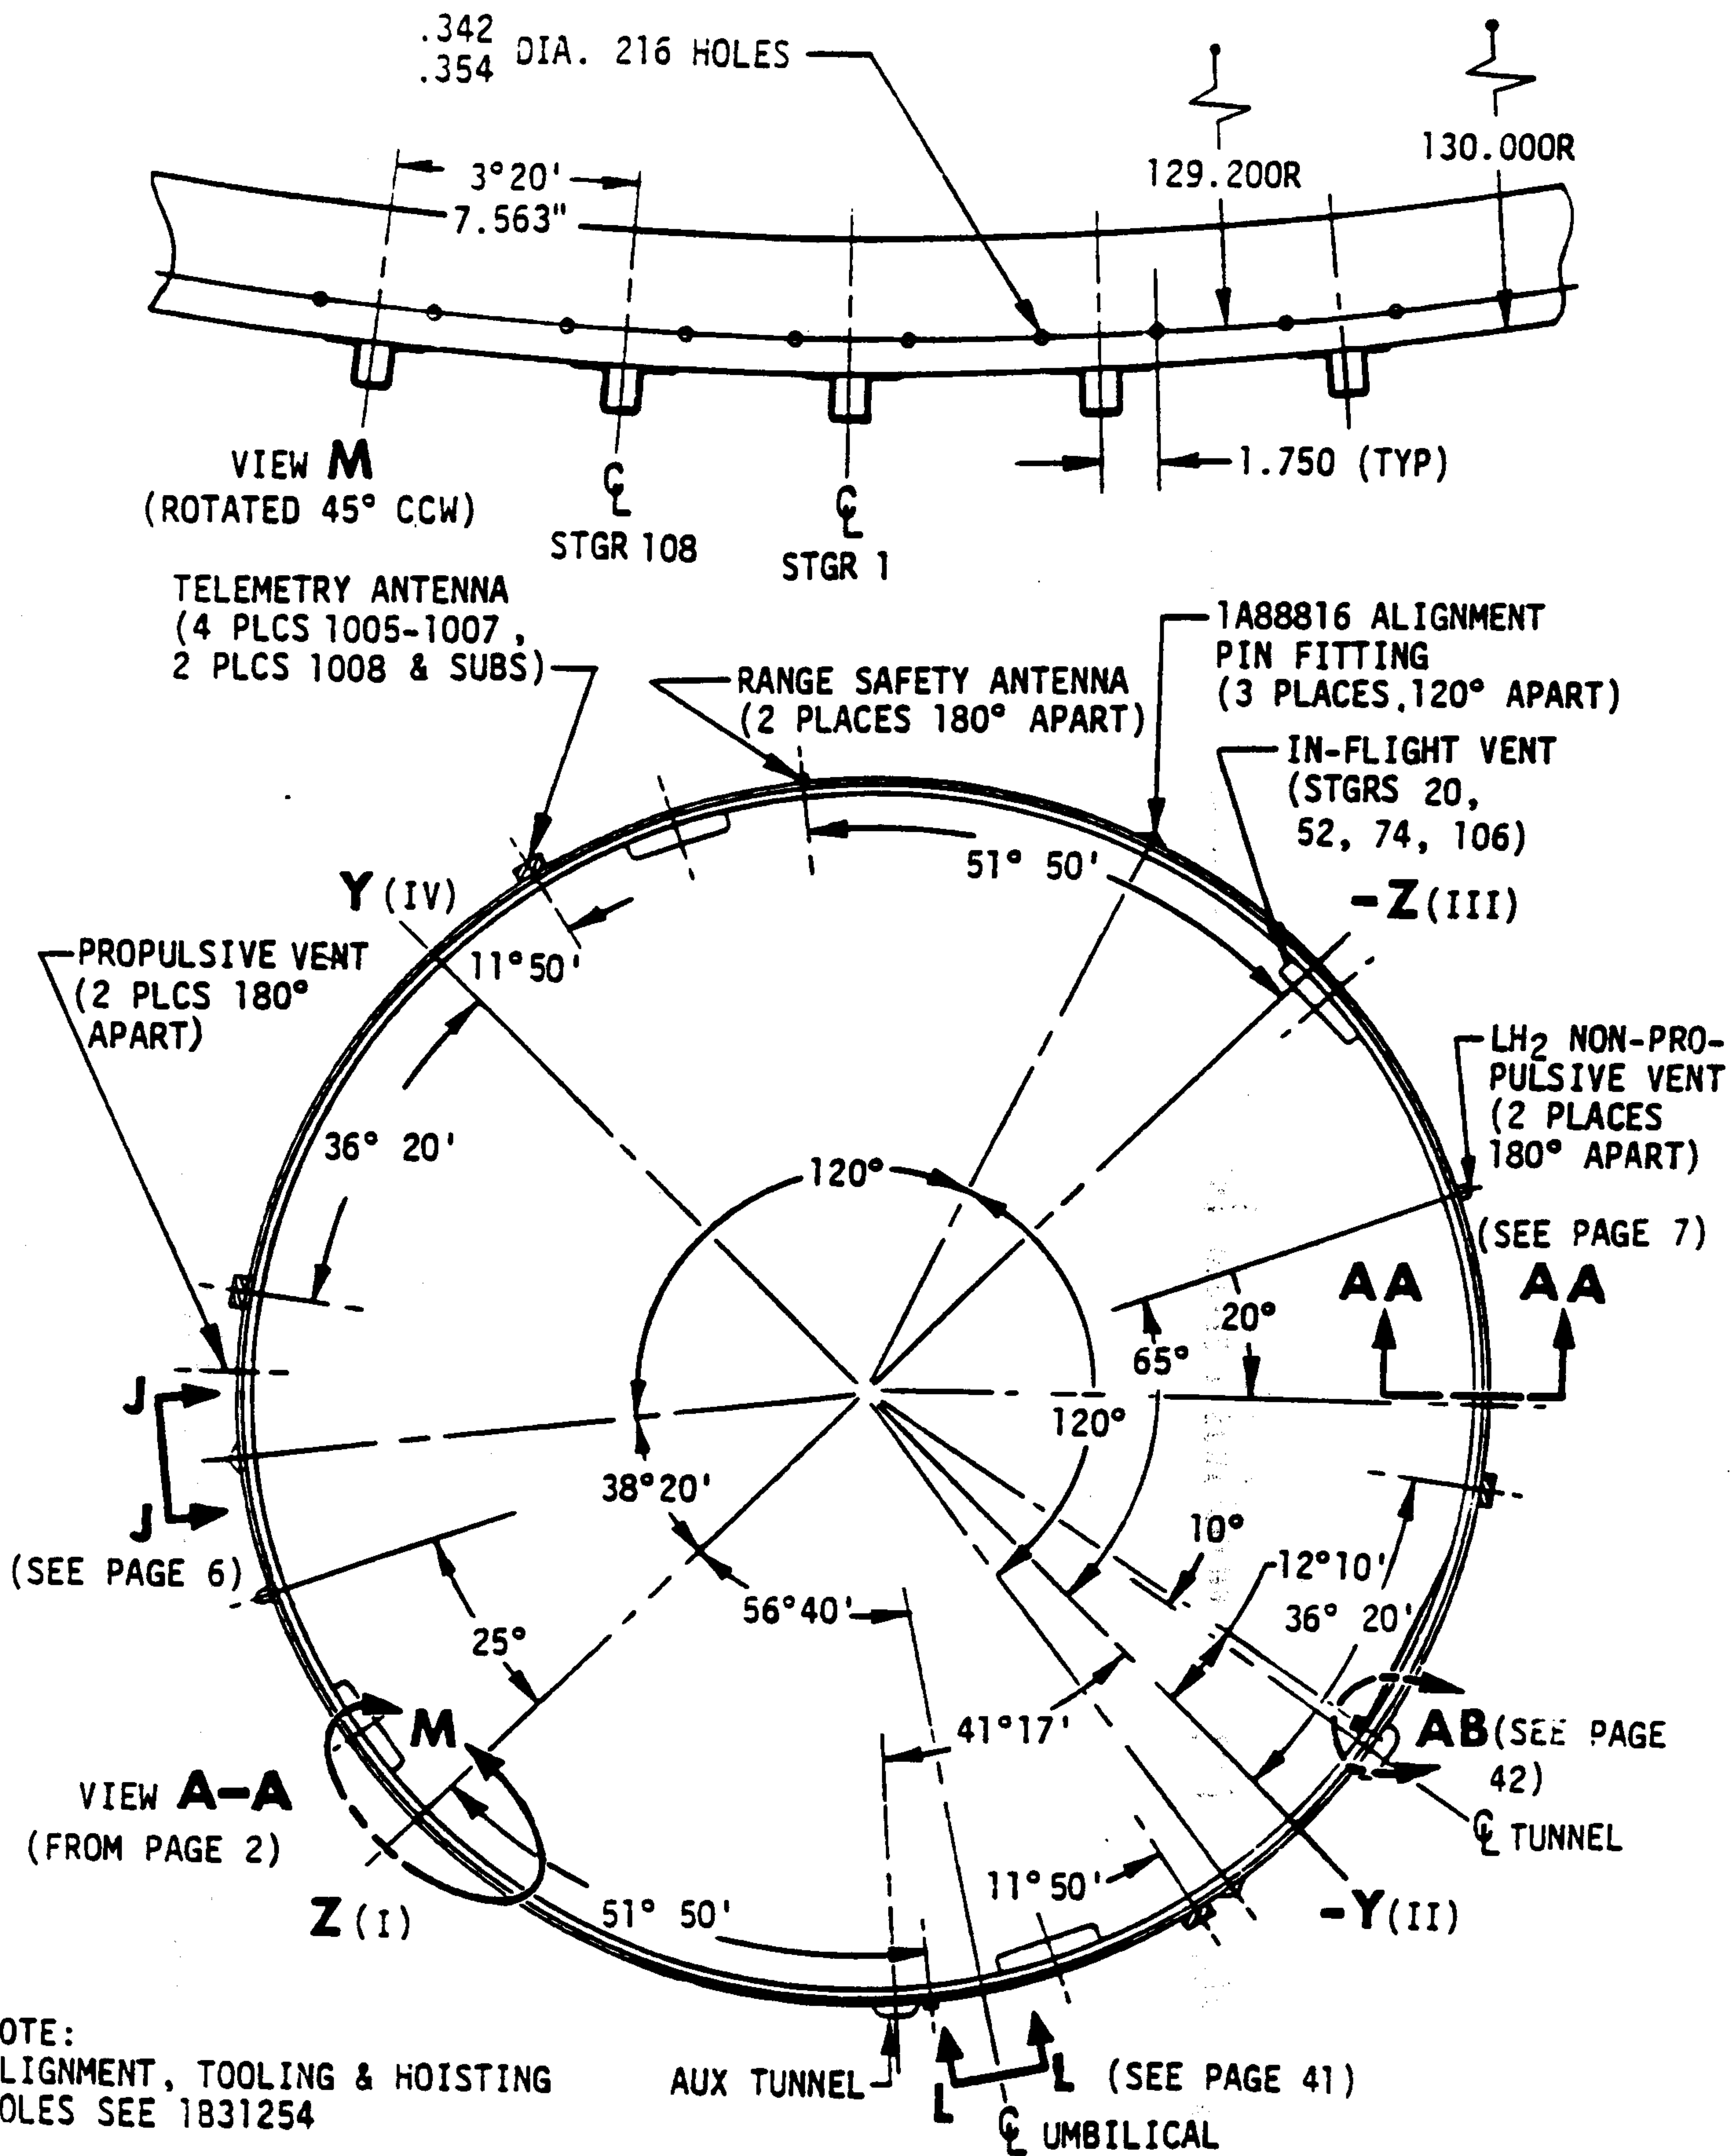 .342
.354
DIA. 216 HOLES
129.200R
130.000R
3°20'
7.563"
1.750 (TYP)
VIEW M
(ROTATED 45° CCW)
℄
STGR 108
℄
STGR 1
TELEMETRY ANTENNA
(4 PLCS 1005-1007,
2 PLCS 1008 & SUBS)
RANGE SAFETY ANTENNA
(2 PLACES 180° APART)
1A88816 ALIGNMENT
PIN FITTING
(3 PLACES, 120° APART)
IN-FLIGHT VENT
(STGRS 20,
52, 74, 106)
51° 50'
Y (IV)
-Z (III)
11°50'
PROPULSIVE VENT
(2 PLCS 180°
APART)
LH2 NON-PRO-
PULSIVE VENT
(2 PLACES
180° APART)
(SEE PAGE 7)
36° 20'
120°
AA AA
20°
65°
120°
J
J
(SEE PAGE 6)
38°20'
10°
12°10'
36° 20'
56°40'
25°
41°17'
M
AB (SEE PAGE
42)
VIEW A-A
(FROM PAGE 2)
℄ TUNNEL
Z (I)
51° 50'
11°50'
-Y (II)
OTE:
LIGNMENT, TOOLING & HOISTING
OLES SEE 1B31254
AUX TUNNEL
L L (SEE PAGE 41)
℄ UMBILICAL